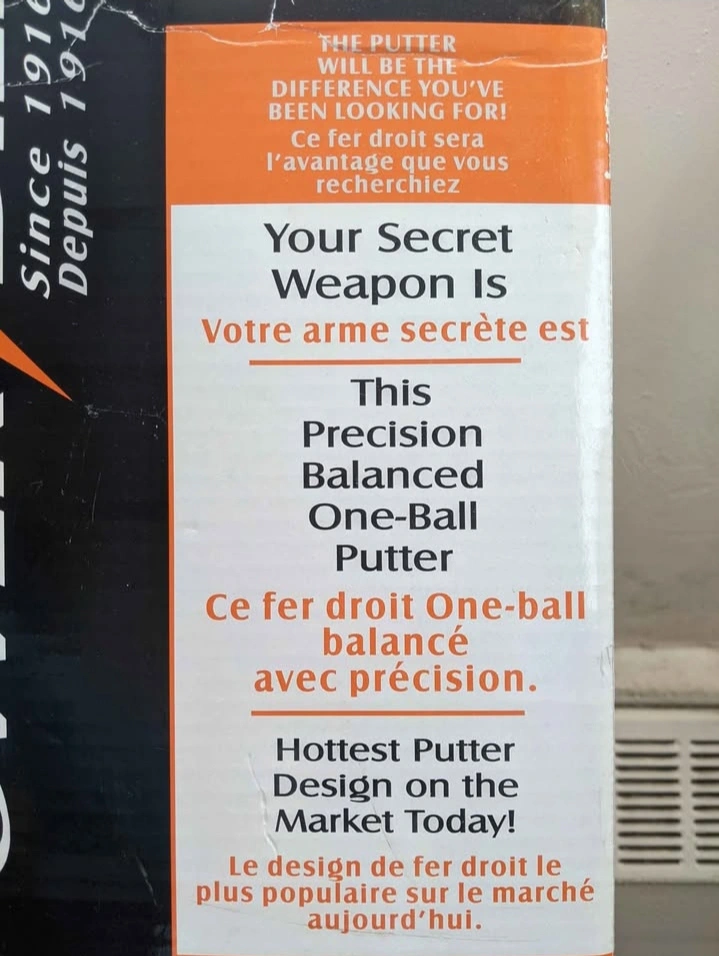 Since 1916
Depuis 1916
THE PUTTER
WILL BE THE
DIFFERENCE YOU'VE
BEEN LOOKING FOR!
Ce fer droit sera
l'avantage que vous
recherchiez
Your Secret
Weapon Is
Votre arme secrète est
This
Precision
Balanced
One-Ball
Putter
Ce fer droit One-ball
balancé
avec précision.
Hottest Putter
Design on the
Market Today!
Le design de fer droit le
plus populaire sur le marché
aujourd'hui.